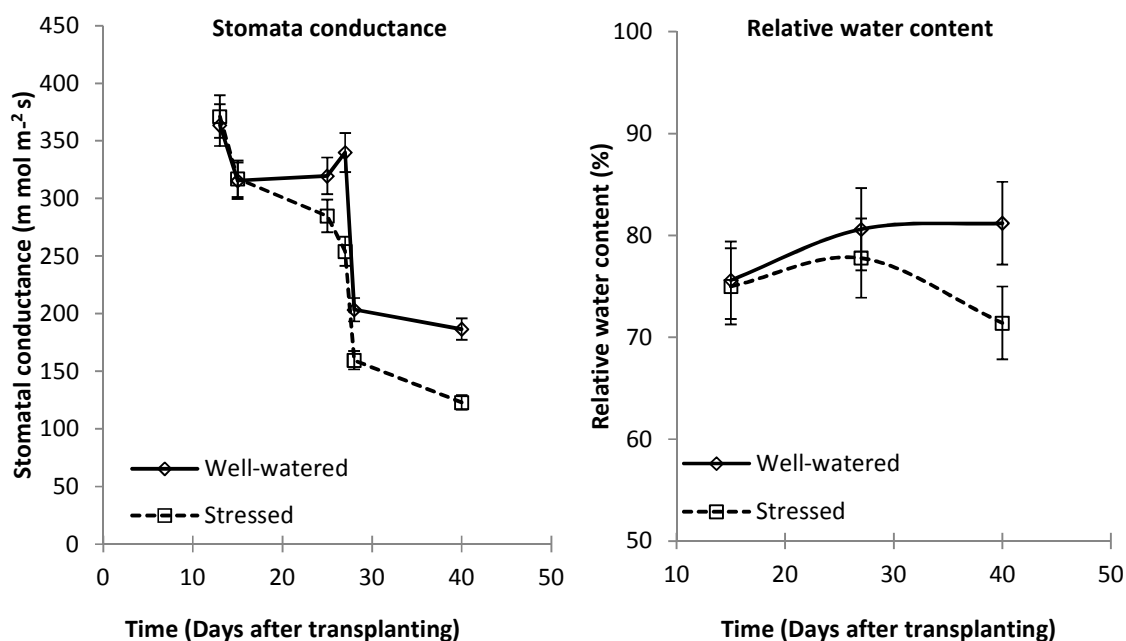 Stomata conductance
450
400
350
300
250
200
150
100
50
0
Stomatal conductance (m mol m⁻² s)
Well-watered
Stressed
0 10 20 30 40 50
Time (Days after transplanting)
Relative water content
100
90
80
70
60
50
Relative water content (%)
Well-watered
Stressed
10 20 30 40 50
Time (Days after transplanting)